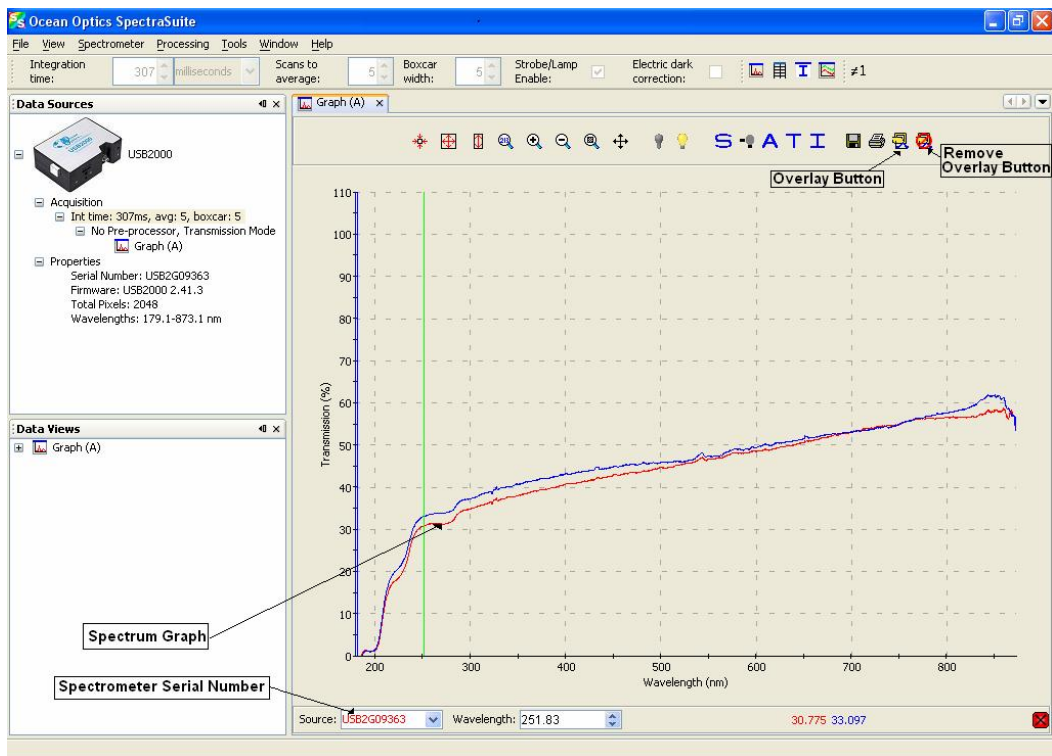 Ocean Optics SpectraSuite
File View Spectrometer Processing Tools Window Help
Integration time: 307 milliseconds Scans to average: 5 Boxcar width: 5 Strobe/Lamp Enable: Electric dark correction: ≠1
Data Sources
USB2000
Acquisition
Int time: 307ms, avg: 5, boxcar: 5
No Pre-processor, Transmission Mode
Graph (A)
Properties
Serial Number: USB2G09363
Firmware: USB2000 2.41.3
Total Pixels: 2048
Wavelengths: 179.1-873.1 nm
Data Views
Graph (A)
Graph (A)
S A T I
Overlay Button
Remove
Overlay Button
110
100
90
80
70
60
50
40
30
20
10
0
Transmission (%)
200 300 400 500 600 700 800
Wavelength (nm)
Spectrum Graph
Spectrometer Serial Number
Source: USB2G09363 Wavelength: 251.83 30.775 33.097